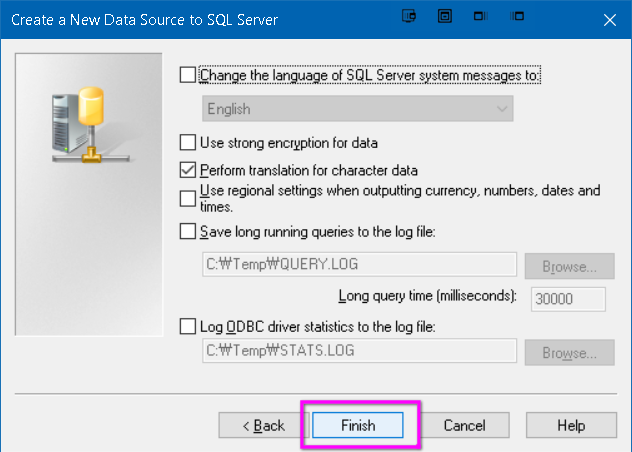 Create a New Data Source to SQL Server
Change the language of SQL Server system messages to:
English
Use strong encryption for data
Perform translation for character data
Use regional settings when outputting currency, numbers, dates and
times.
Save long running queries to the log file:
C:₩Temp₩QUERY.LOG
Browse...
Long query time (milliseconds):
30000
Log ODBC driver statistics to the log file:
C:₩Temp₩STATS.LOG
Browse...
< Back
Finish
Cancel
Help